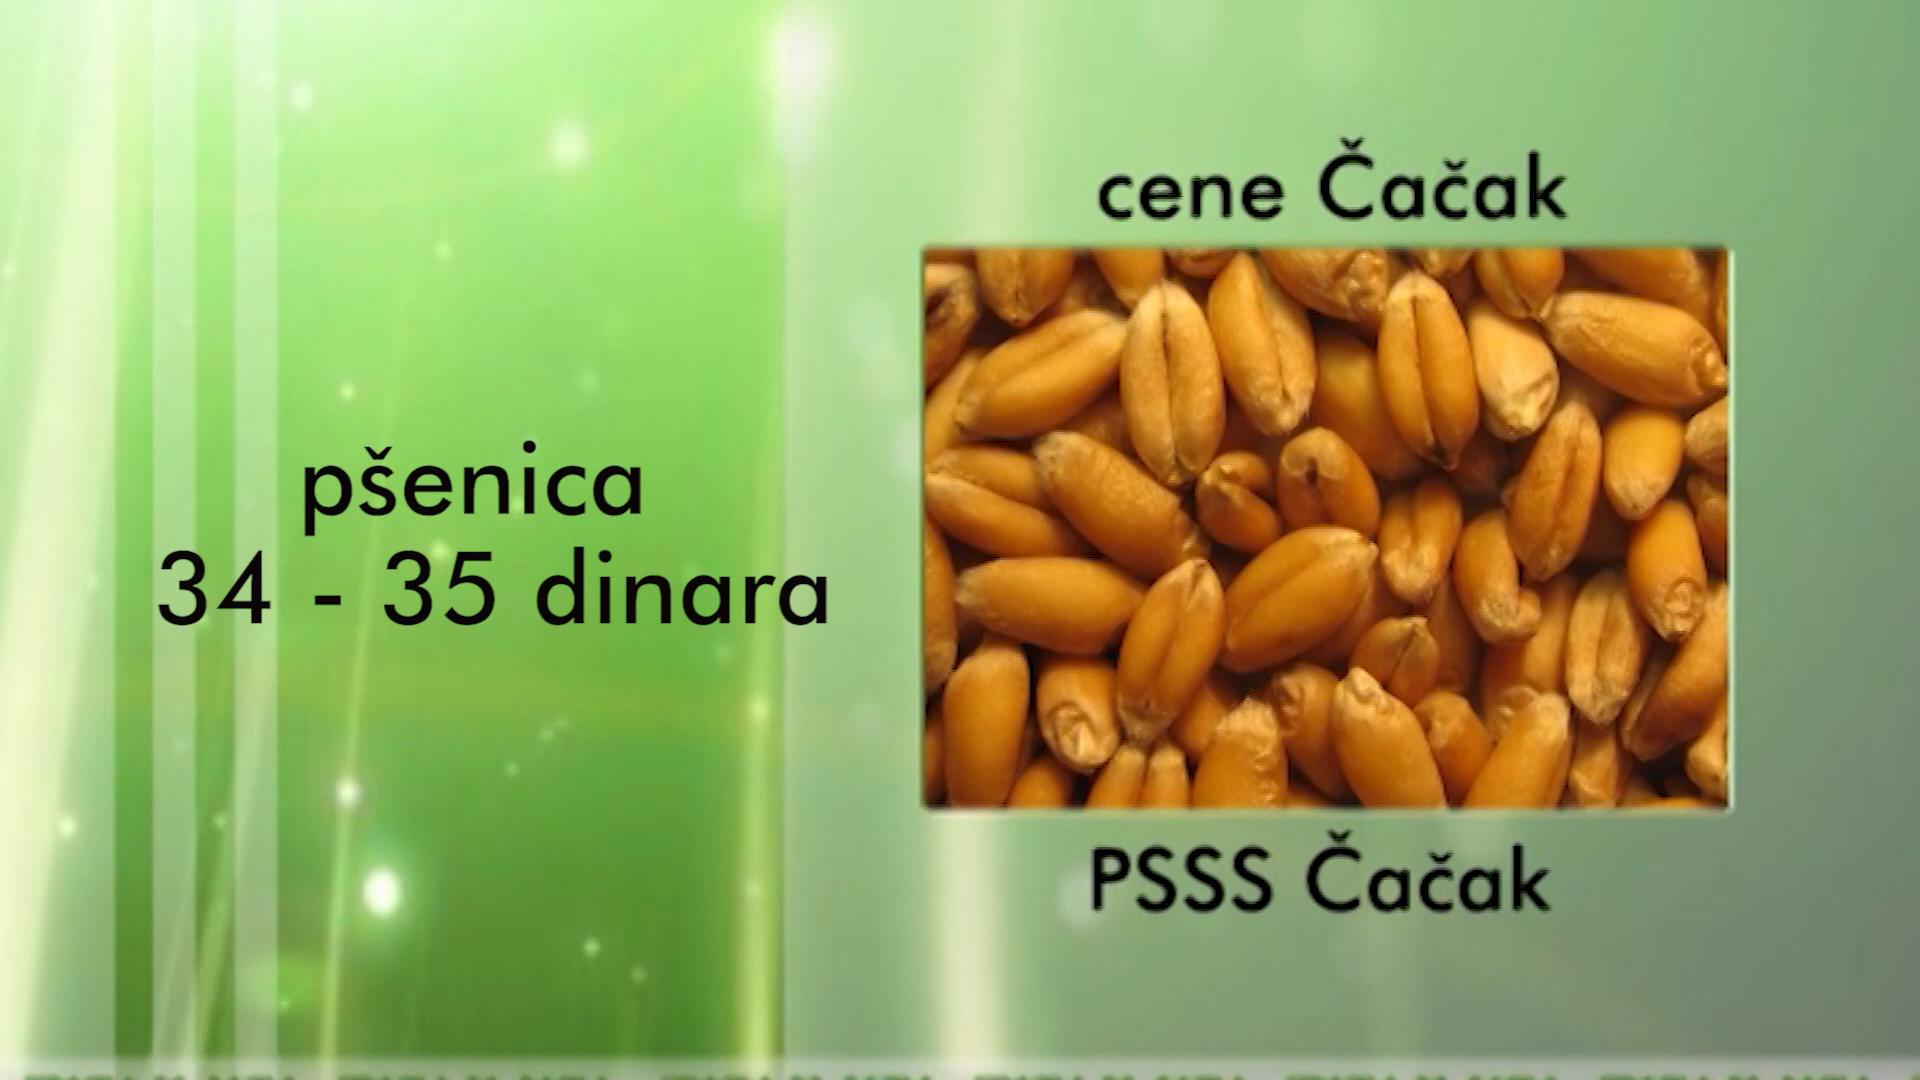 cene Čačak
pšenica
34 - 35 dinara
PSSS Čačak